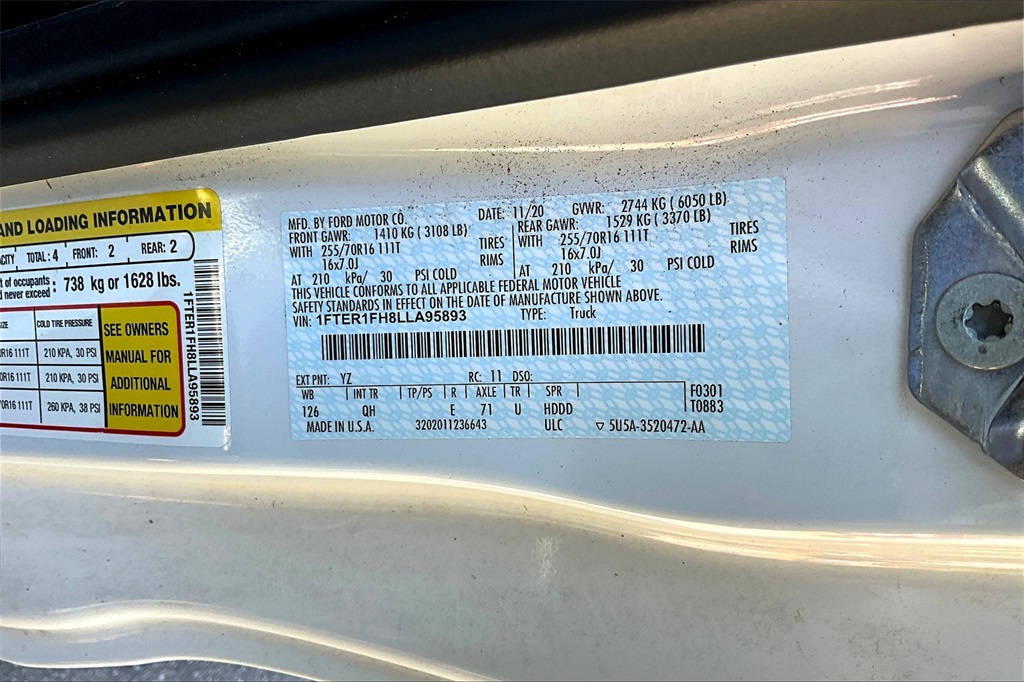 AND LOADING INFORMATION
TOTAL: 4 FRONT: 2 REAR: 2
of occupants
never exceed : 738 kg or 1628 lbs.
COLD TIRE PRESSURE
0R16 111T 210 KPA, 30 PSI
0R16 111T 210 KPA, 30 PSI
0R16 111T 260 KPA, 38 PSI
SEE OWNERS
MANUAL FOR
ADDITIONAL
INFORMATION
1FTER1FH8LLA95893
MFD. BY FORD MOTOR CO. DATE: 11/20 GVWR: 2744 KG ( 6050 LB)
FRONT GAWR: 1410 KG ( 3108 LB) REAR GAWR: 1529 KG ( 3370 LB)
WITH 255/70R16 111T TIRES WITH 255/70R16 111T TIRES
16x7.0J RIMS 16x7.0J RIMS
AT 210 kPa/ 30 PSI COLD AT 210 kPa/ 30 PSI COLD
THIS VEHICLE CONFORMS TO ALL APPLICABLE FEDERAL MOTOR VEHICLE
SAFETY STANDARDS IN EFFECT ON THE DATE OF MANUFACTURE SHOWN ABOVE.
VIN: 1FTER1FH8LLA95893 TYPE: Truck
EXT PNT: YZ RC: 11 DSO:
WB INT TR TP/PS R AXLE TR SPR F0301
126 QH E 71 U HDDD T0883
MADE IN U.S.A. 3202011236643 ULC ▽ 5U5A-3520472-AA